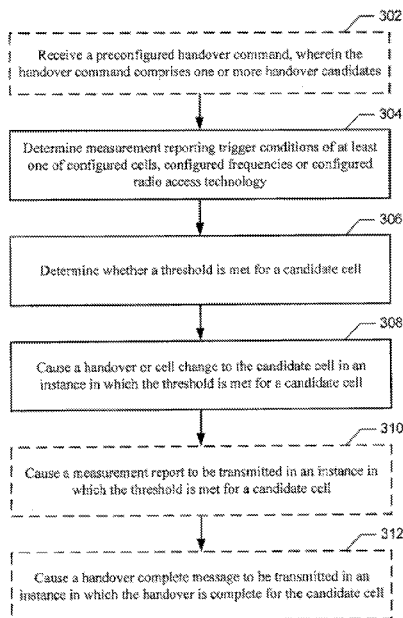 302
Receive a preconfigured handover command, wherein the
handover command comprises one or more handover candidates
304
Determine measurement reporting trigger conditions of at least
one of configured cells, configured frequencies or configured
radio access technology
306
Determine whether a threshold is met for a candidate cell
308
Cause a handover or cell change to the candidate cell in an
instance in which the threshold is met for a candidate cell
310
Cause a measurement report to be transmitted in an instance in
which the threshold is met for a candidate cell
312
Cause a handover complete message to be transmitted in an
instance in which the handover is complete for the candidate cell